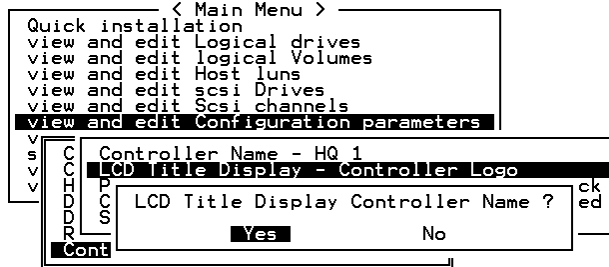 < Main Menu >
Quick installation
view and edit Logical drives
view and edit logical Volumes
view and edit Host luns
view and edit scsi Drives
view and edit Scsi channels
view and edit Configuration parameters
v
s C Controller Name - HQ 1
v C LCD Title Display - Controller Logo
v H P ck
D C LCD Title Display Controller Name ? ed
D S
R Yes No
Cont